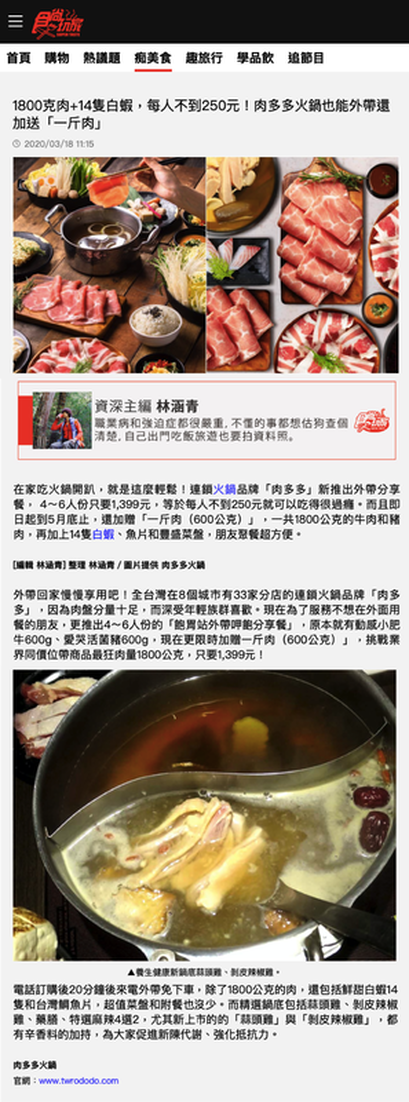 食尚玩家
首頁 購物 熱議題 痴美食 趣旅行 學品飲 追節目
1800克肉+14隻白蝦，每人不到250元！肉多多火鍋也能外帶還
加送「一斤肉」
2020/03/18 11:15
資深主編 林涵青
職業病和強迫症都很嚴重，不懂的事都想估狗查個
清楚，自己出門吃飯旅遊也要拍資料照。
食尚玩家
在家吃火鍋開趴，就是這麼輕鬆！連鎖火鍋品牌「肉多多」新推出外帶分享
餐， 4～6人份只要1,399元，等於每人不到250元就可以吃得很過癮。而且即
日起到5月底止，還加贈「一斤肉（600公克）」，一共1800公克的牛肉和豬
肉，再加上14隻白蝦、魚片和豐盛菜盤，朋友聚餐超方便。
[編輯 林涵青] 整理 林涵青 / 圖片提供 肉多多火鍋
外帶回家慢慢享用吧！全台灣在8個城市有33家分店的連鎖火鍋品牌「肉多
多」，因為肉盤分量十足，而深受年輕族群喜歡。現在為了服務不想在外面用
餐的朋友，更推出4～6人份的「飽胃站外帶呷飽分享餐」，原本就有動感小肥
牛600g、愛哭活菌豬600g，現在更限時加贈一斤肉（600公克），挑戰業
界同價位帶商品最狂肉量1800公克，只要1,399元！
▲養生健康新鍋底蒜頭雞、剝皮辣椒雞。
電話訂購後20分鐘後來電外帶免下車，除了1800公克的肉，還包括鮮甜白蝦14
隻和台灣鯛魚片，超值菜盤和附餐也沒少。而精選鍋底包括蒜頭雞、剝皮辣椒
雞、藥膳、特選麻辣4選2，尤其新上市的的「蒜頭雞」與「剝皮辣椒雞」，都
有辛香料的加持，為大家促進新陳代謝、強化抵抗力。
肉多多火鍋
官網：www.twrododo.com